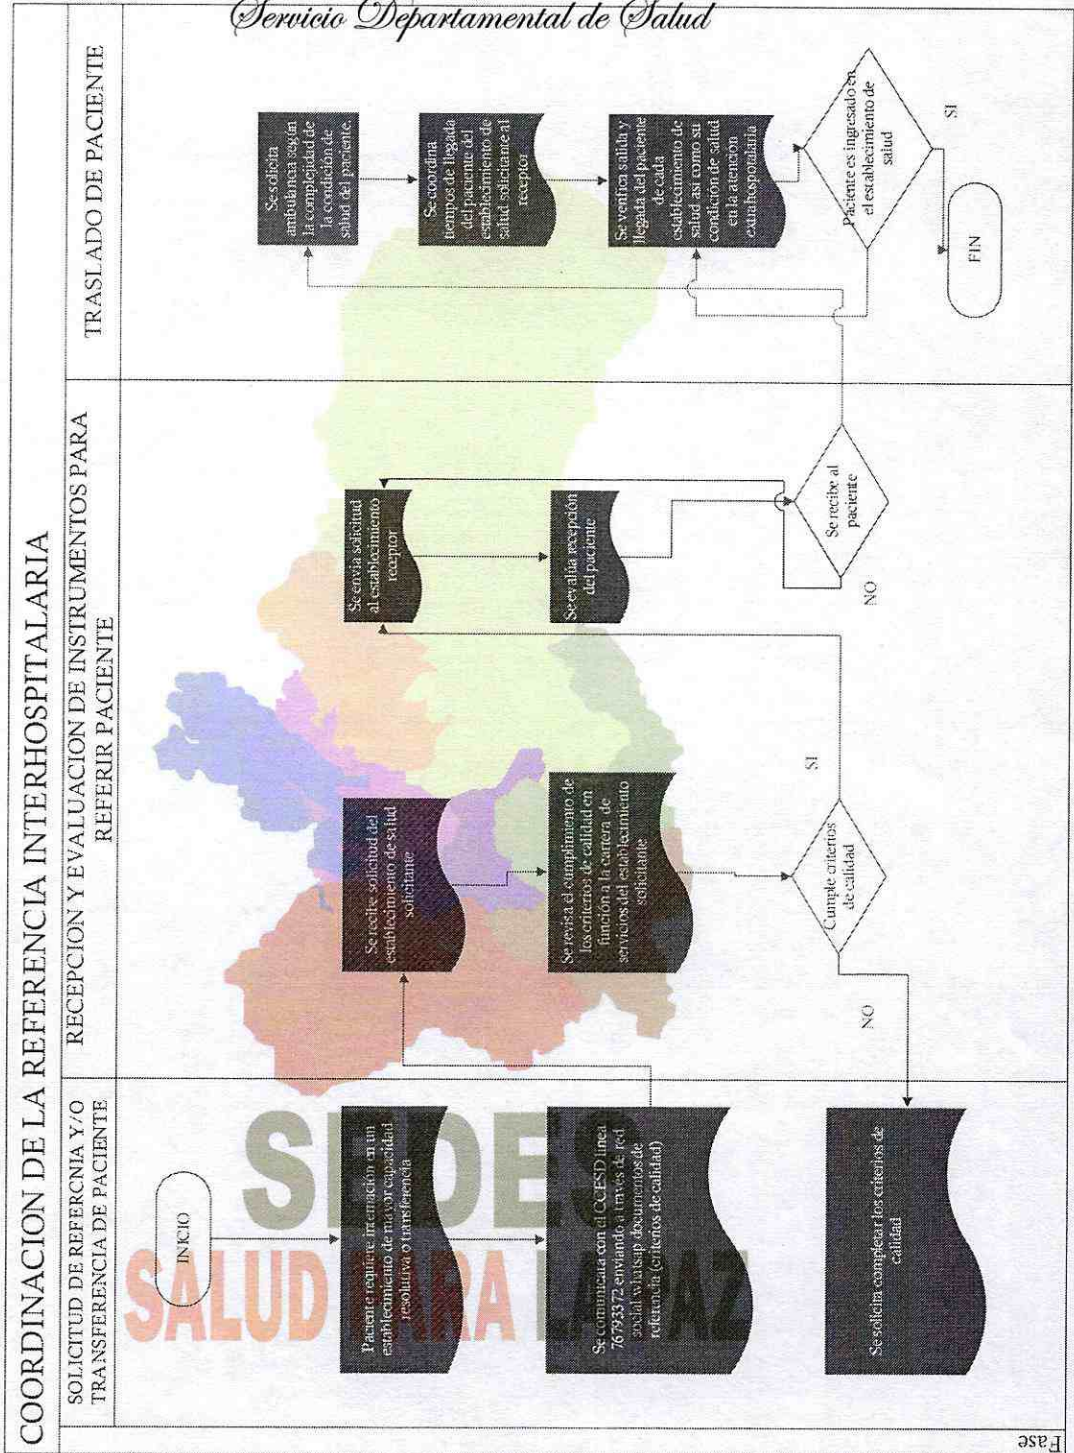 Servicio Departamental de Salud
COORDINACION DE LA REFERENCIA INTERHOSPITALARIA
Fase
SOLICITUD DE REFERCNIA Y/O
TRANSFERENCIA DE PACIENTE
INICIO
Paciente requirite internación en un
establecimiento de mayor capacidad
resolutiva o transferencia
Se comunicara con el CCESD linea
76793372 enviando a traves de red
social whatsap documentos de
referencia (criterios de calidad)
Se solicita completar los criterios de
calidad
RECEPCION Y EVALUACION DE INSTRUMENTOS PARA
REFERIR PACIENTE
Se recibe solicitud del
establecimiento de salud
solicitante
Se revisa el cumplimiento de
los criterios de calidad en
función a la cartera de
servicios del establecimiento
solicitante
Cumple criterios
de calidad
NO
SI
Se envia solicitud
al establecimiento
receptor
Se evalúa recepción
del paciente
Se recibe al
paciente
NO
TRASLADO DE PACIENTE
Se solicita
ambulancia según
la complejidad de
la condición de
salud del paciente.
Se coordina
tiempos de llegada
del paciente del
establecimiento de
salud solicitante al
receptor
Se verifica salida y
llegada del paciente
de cada
establecimiento de
salud asi como su
condición de salud
en la atencion
extrahospotalaria
Paciente es ingresado en
el establecimiento de
salud
SI
FIN
SEDES
SALUD PARA LA PAZ